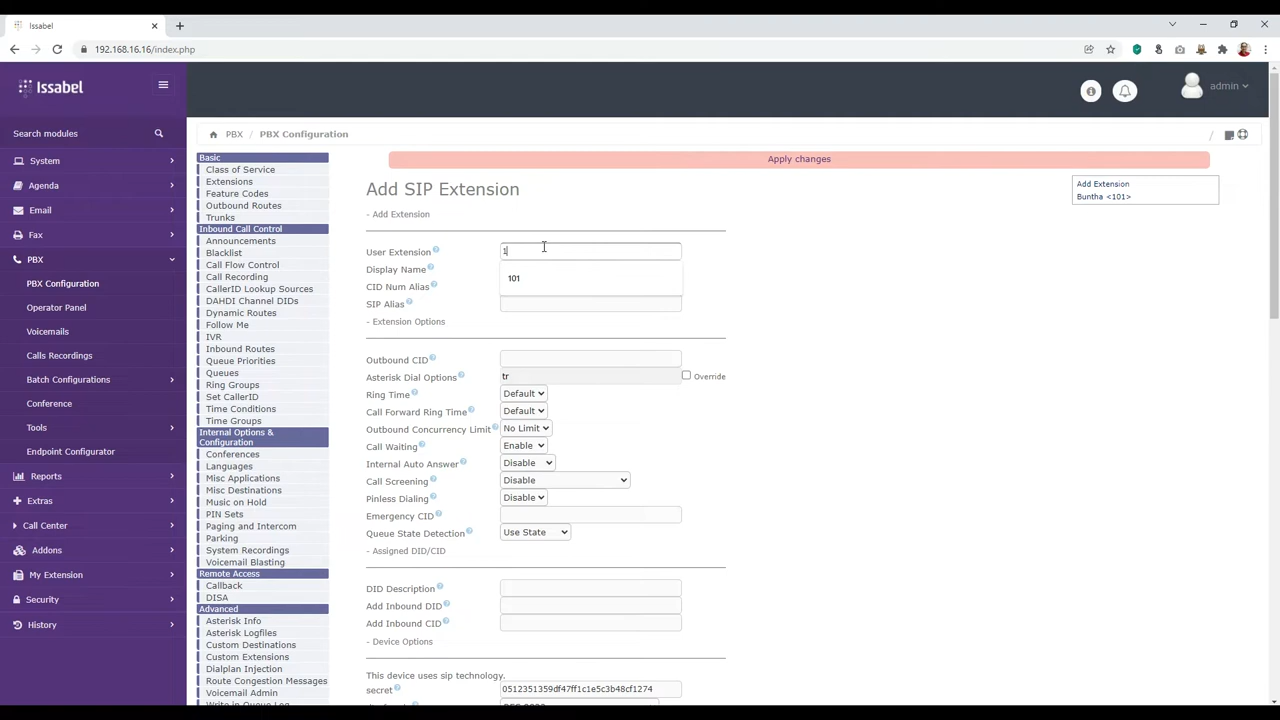 Issabel
192.168.16.16/index.php
Issabel
admin
Search modules
System
Agenda
Email
Fax
PBX
PBX Configuration
Operator Panel
Voicemails
Calls Recordings
Batch Configurations
Conference
Tools
Endpoint Configurator
Reports
Extras
Call Center
Addons
My Extension
Security
History
PBX / PBX Configuration /
Basic
Class of Service
Extensions
Feature Codes
Outbound Routes
Trunks
Inbound Call Control
Announcements
Blacklist
Call Flow Control
Call Recording
CallerID Lookup Sources
DAHDI Channel DIDs
Dynamic Routes
Follow Me
IVR
Inbound Routes
Queue Priorities
Queues
Ring Groups
Set CallerID
Time Conditions
Time Groups
Internal Options &
Configuration
Conferences
Languages
Misc Applications
Misc Destinations
Music on Hold
PIN Sets
Paging and Intercom
Parking
System Recordings
Voicemail Blasting
Remote Access
Callback
DISA
Advanced
Asterisk Info
Asterisk Logfiles
Custom Destinations
Custom Extensions
Dialplan Injection
Route Congestion Messages
Voicemail Admin
Apply changes
Add SIP Extension
- Add Extension
User Extension 1
101
Display Name
CID Num Alias
SIP Alias
- Extension Options
Outbound CID
Asterisk Dial Options tr Override
Ring Time Default
Call Forward Ring Time Default
Outbound Concurrency Limit No Limit
Call Waiting Enable
Internal Auto Answer Disable
Call Screening Disable
Pinless Dialing Disable
Emergency CID
Queue State Detection Use State
- Assigned DID/CID
DID Description
Add Inbound DID
Add Inbound CID
- Device Options
This device uses sip technology.
secret 0512351359df47ff1c1e5c3b48cf1274
Add Extension
Buntha <101>